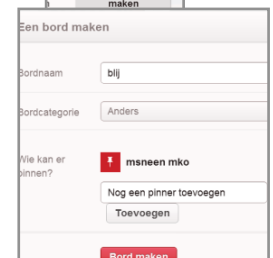 maken
Een bord maken
Bordnaam
blij
Bordcategorie
Anders
Wie kan er
pinnen?
msneen mko
Nog een pinner toevoegen
Toevoegen
Bord maken